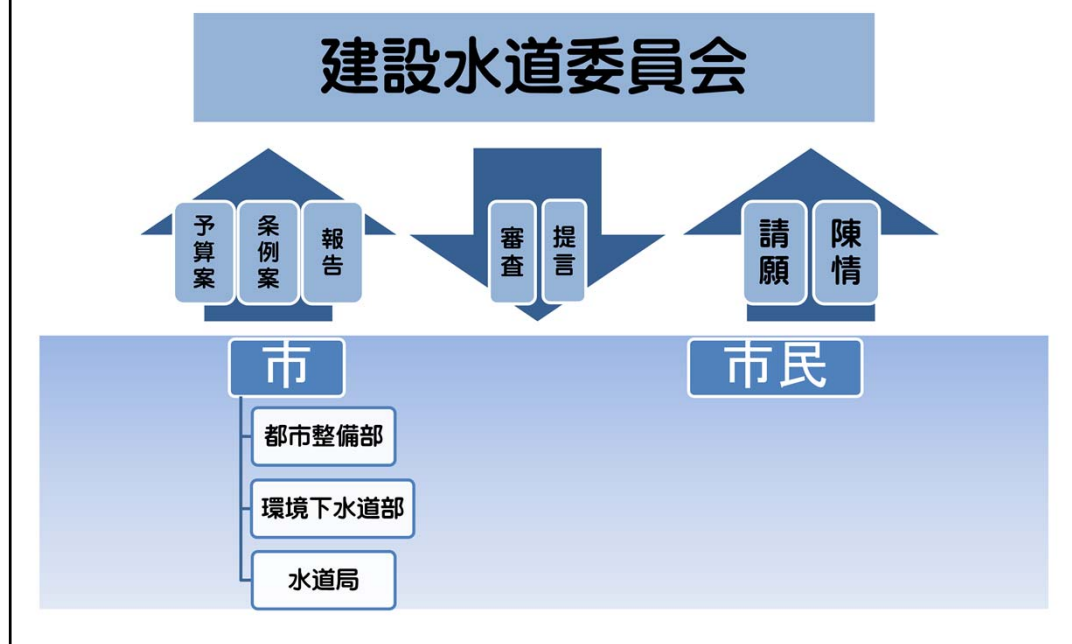 建設水道委員会
予算案
条例案
報告
審査
提言
請願
陳情
市
市民
都市整備部
環境下水道部
水道局